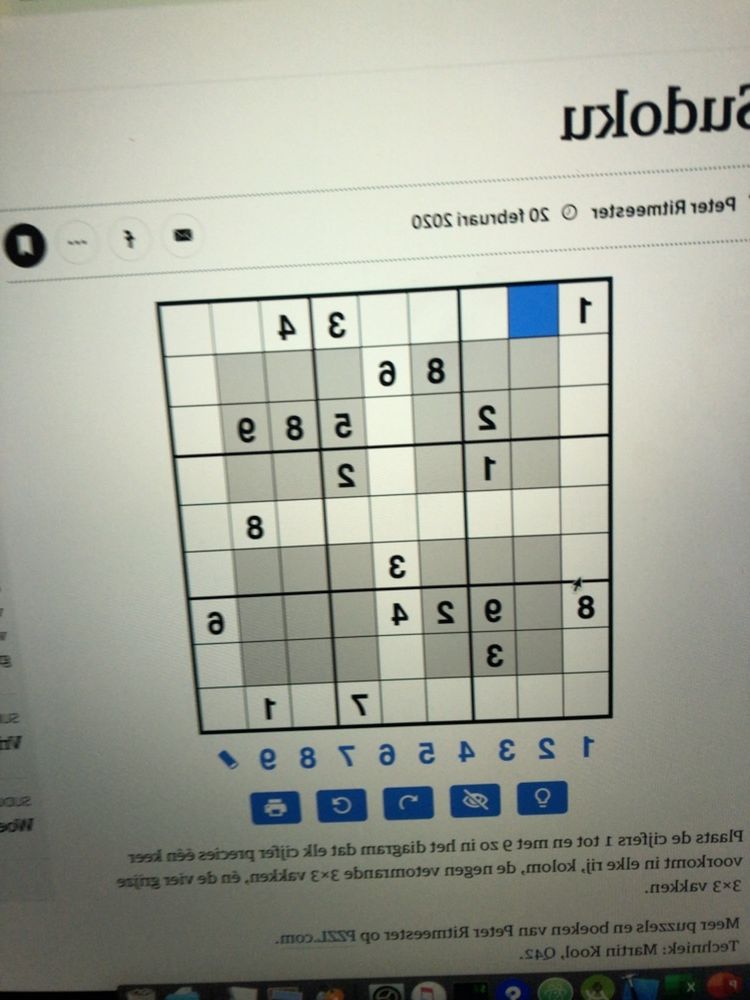 Sudoku
Peter Ritmeester 20 februari 2020
1 3 4
8 6
2 5 8 9
1 2
8
3
8 9 2 4 6
3
7 1
1 2 3 4 5 6 7 8 9
Plaats de cijfers 1 tot en met 9 zo in het diagram dat elk cijfer precies één keer
voorkomt in elke rij, kolom, de negen vetomrande 3×3 vakken, én de vier grijze
3×3 vakken.
Meer puzzels en boeken van Peter Ritmeester op PZZL.com.
Techniek: Martin Kool, Q42.